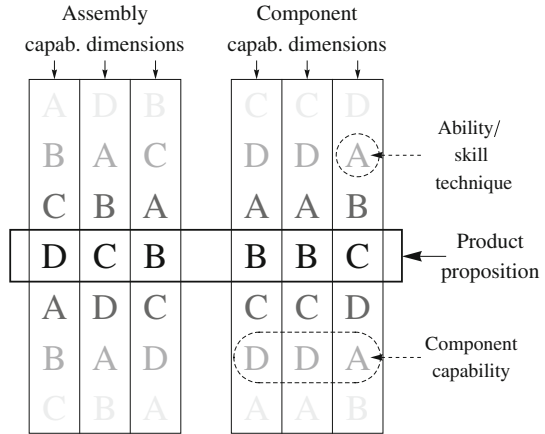 Assembly
capab. dimensions
Component
capab. dimensions
A D B C C D
B A C D D A
Ability/
skill
technique
C B A A A B
D C B B B C
Product
proposition
A D C C C D
B A D D D A
Component
capability
C B A A A B